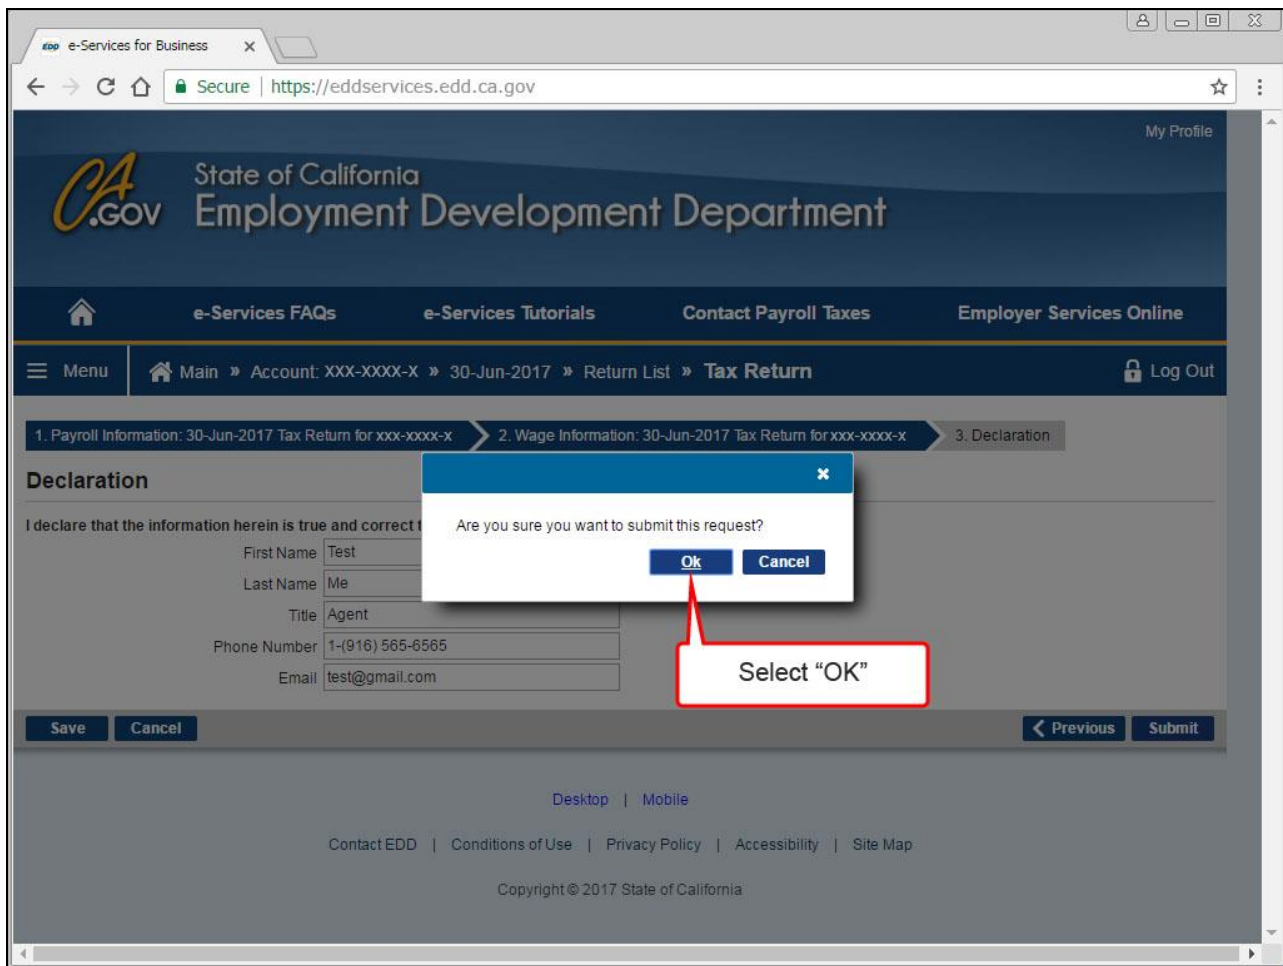 EDD e-Services for Business
Secure | https://eddservices.edd.ca.gov
My Profile
CA.GOV
State of California
Employment Development Department
e-Services FAQs e-Services Tutorials Contact Payroll Taxes Employer Services Online
Menu Main » Account: XXX-XXXX-X » 30-Jun-2017 » Return List » Tax Return Log Out
1. Payroll Information: 30-Jun-2017 Tax Return for xxx-xxxx-x 2. Wage Information: 30-Jun-2017 Tax Return for xxx-xxxx-x 3. Declaration
Declaration
I declare that the information herein is true and correct t
Are you sure you want to submit this request?
Ok Cancel
First Name Test
Last Name Me
Title Agent
Phone Number 1-(916) 565-6565
Email test@gmail.com
Select “OK”
Save Cancel Previous Submit
Desktop | Mobile
Contact EDD | Conditions of Use | Privacy Policy | Accessibility | Site Map
Copyright © 2017 State of California